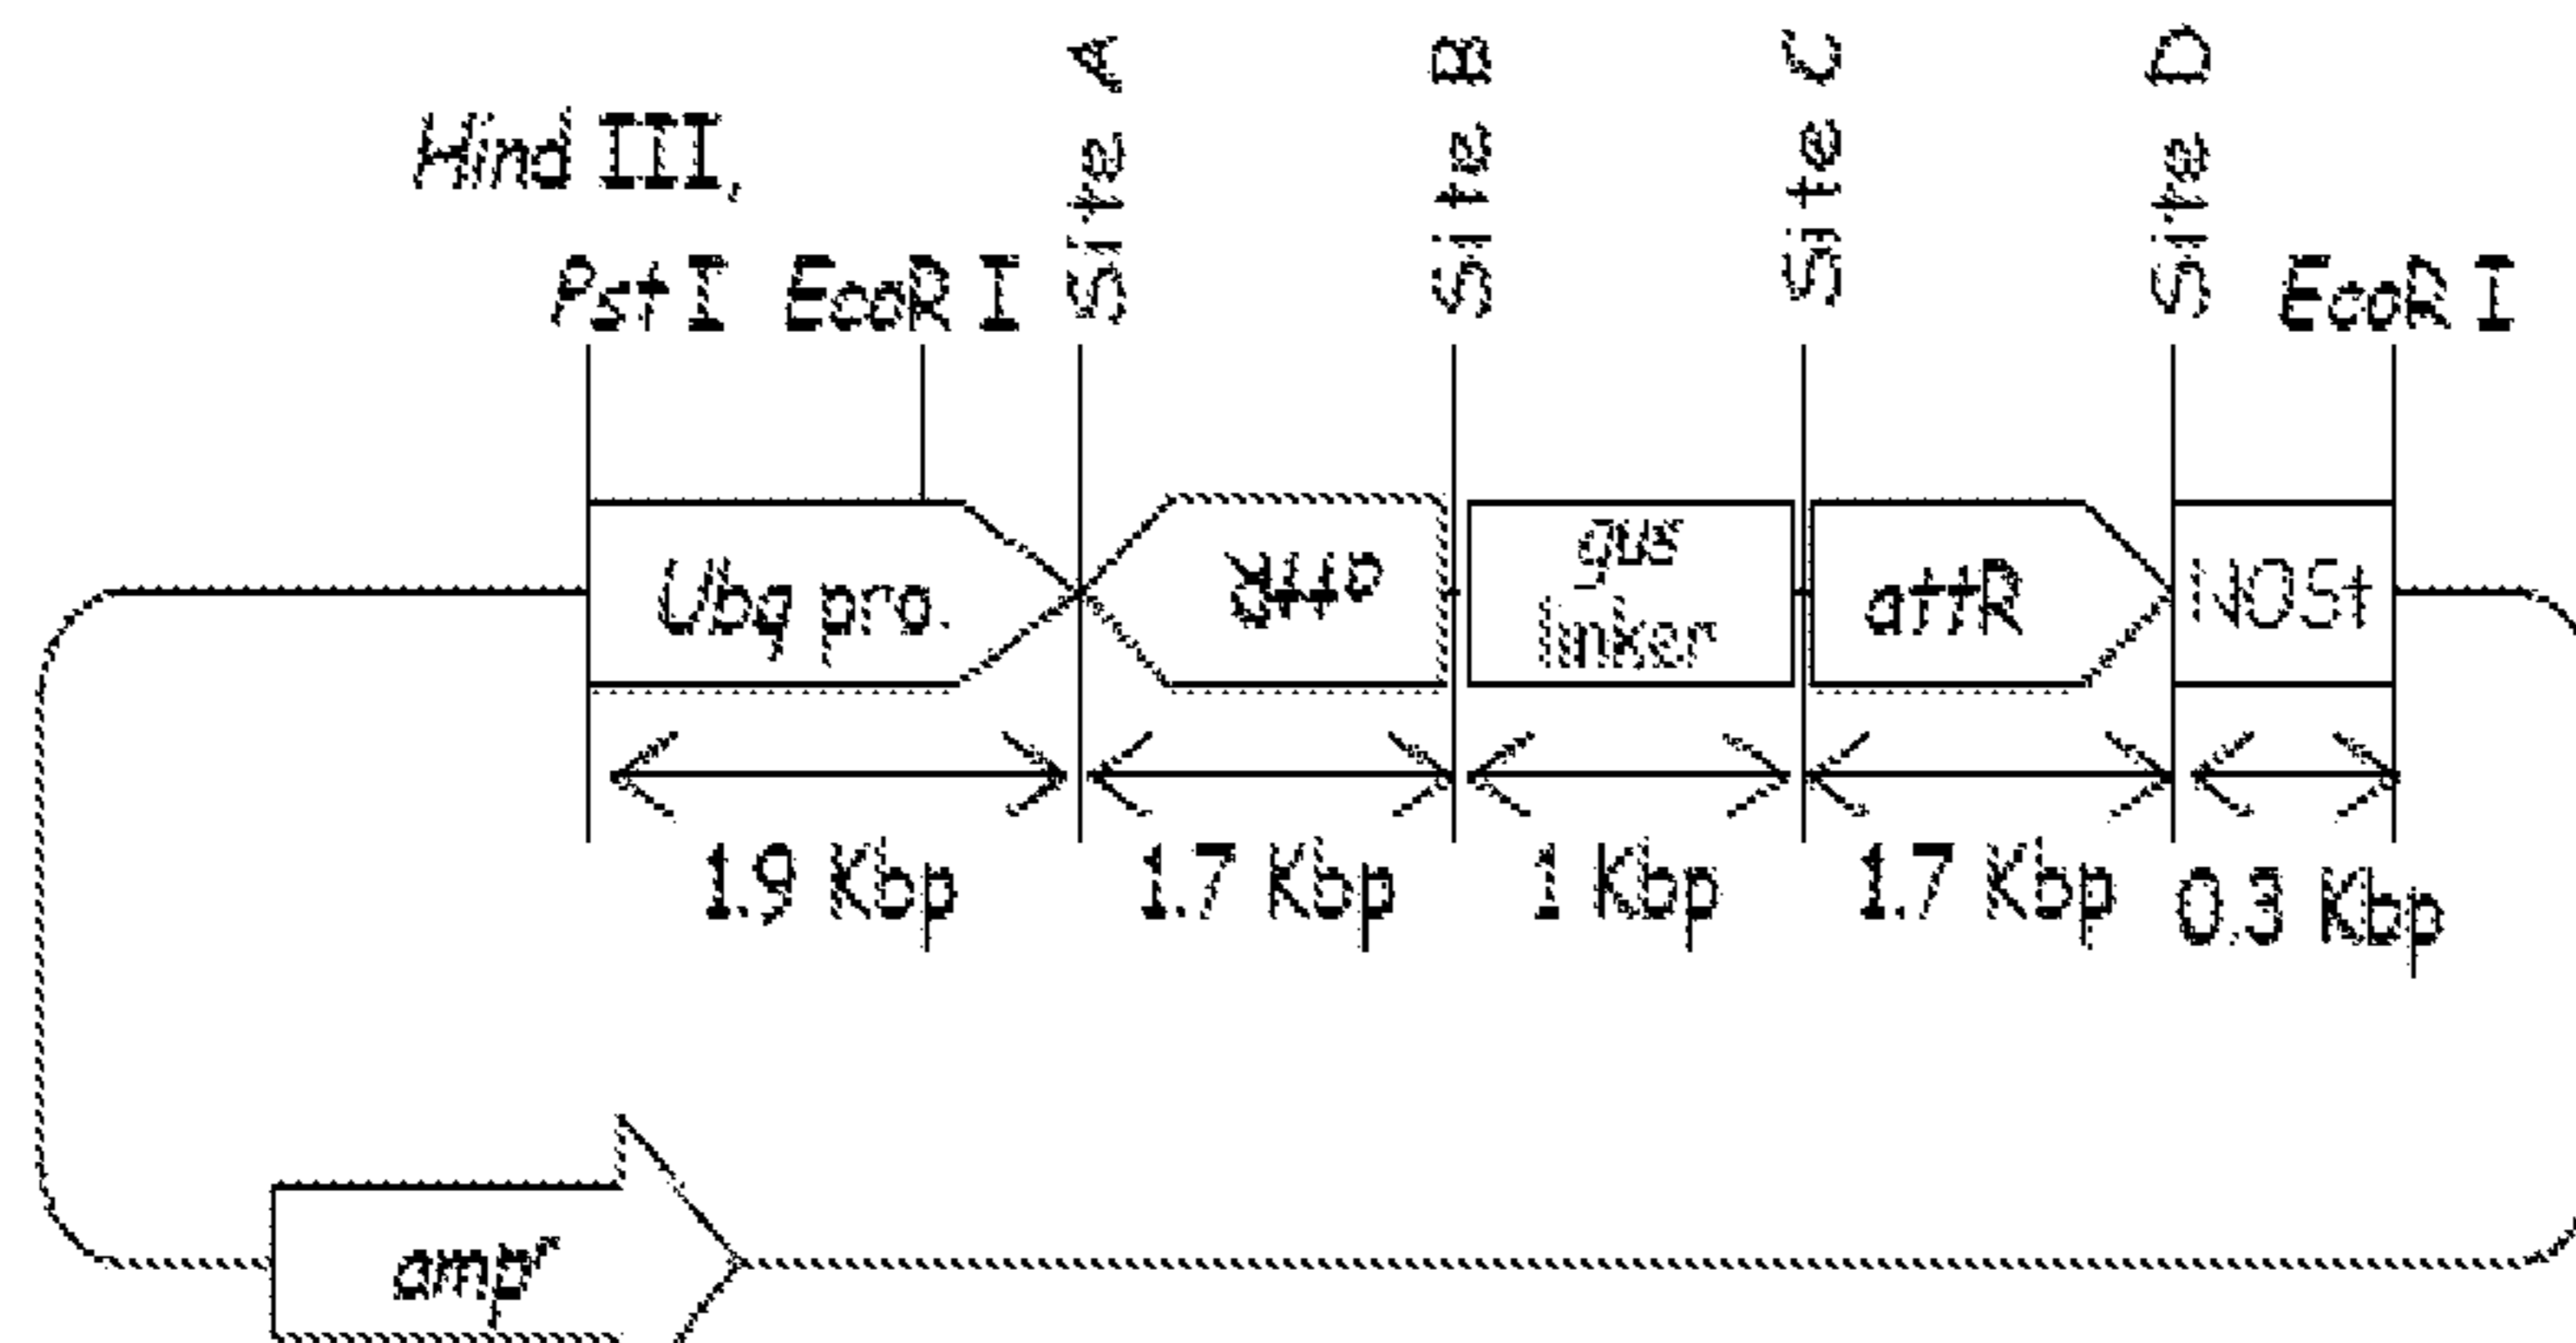 Site A
Site B
Site C
Site D
Hind III,
Pst I EcoR I
EcoR I
Ubq pro.
attR
gus
linker
attR
NOSt
1.9 Kbp
1.7 Kbp
1 Kbp
1.7 Kbp
0.3 Kbp
ampʳ